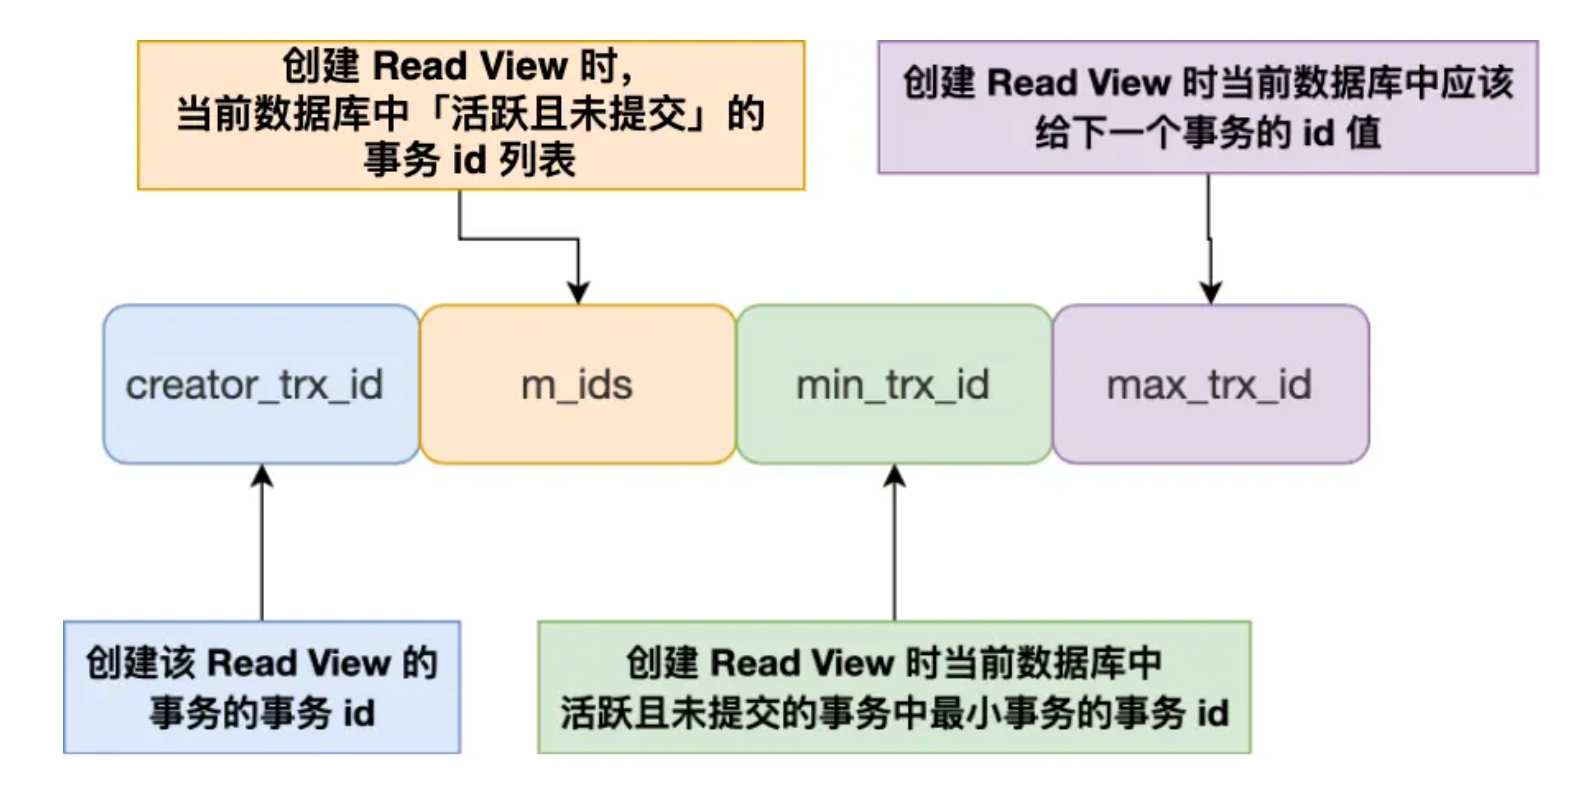 创建 Read View 时，
当前数据库中「活跃且未提交」的
事务 id 列表
创建 Read View 时当前数据库中应该
给下一个事务的 id 值
creator_trx_id
m_ids
min_trx_id
max_trx_id
创建该 Read View 的
事务的事务 id
创建 Read View 时当前数据库中
活跃且未提交的事务中最小事务的事务 id